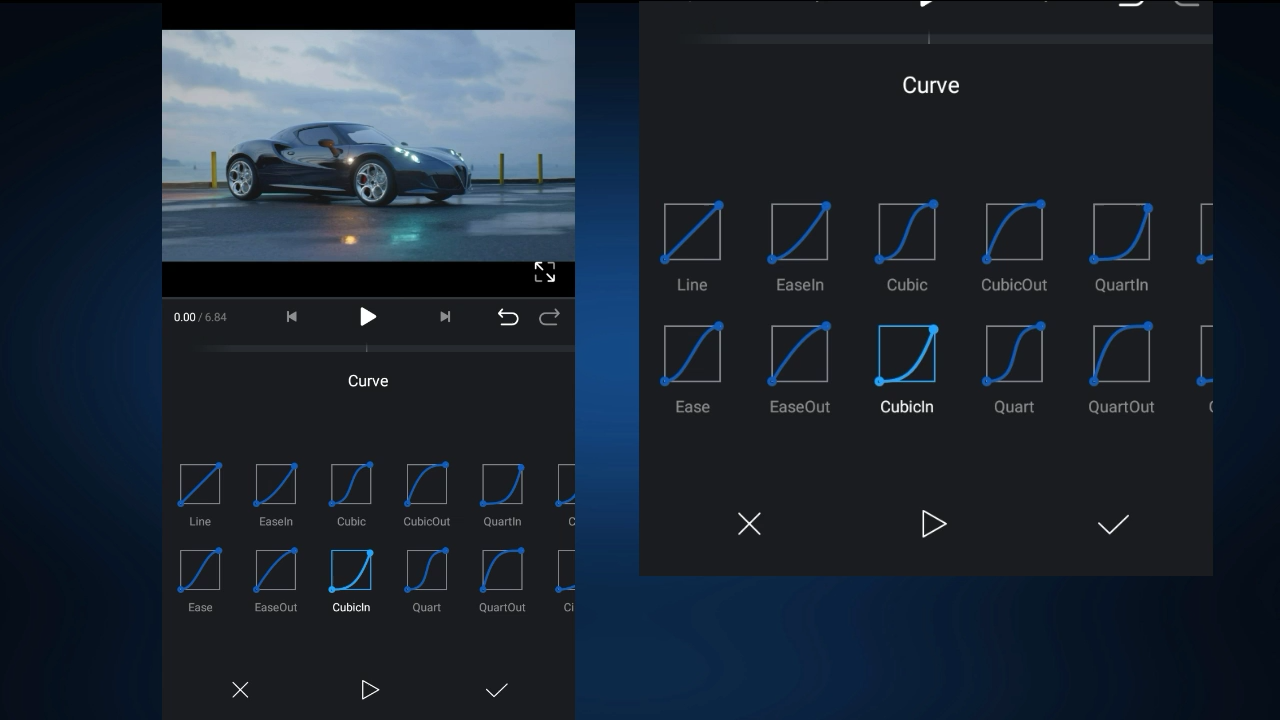 0.00 / 6.84
Curve
Line EaseIn Cubic CubicOut QuartIn C
Ease EaseOut CubicIn Quart QuartOut Ci
Curve
Line EaseIn Cubic CubicOut QuartIn
Ease EaseOut CubicIn Quart QuartOut